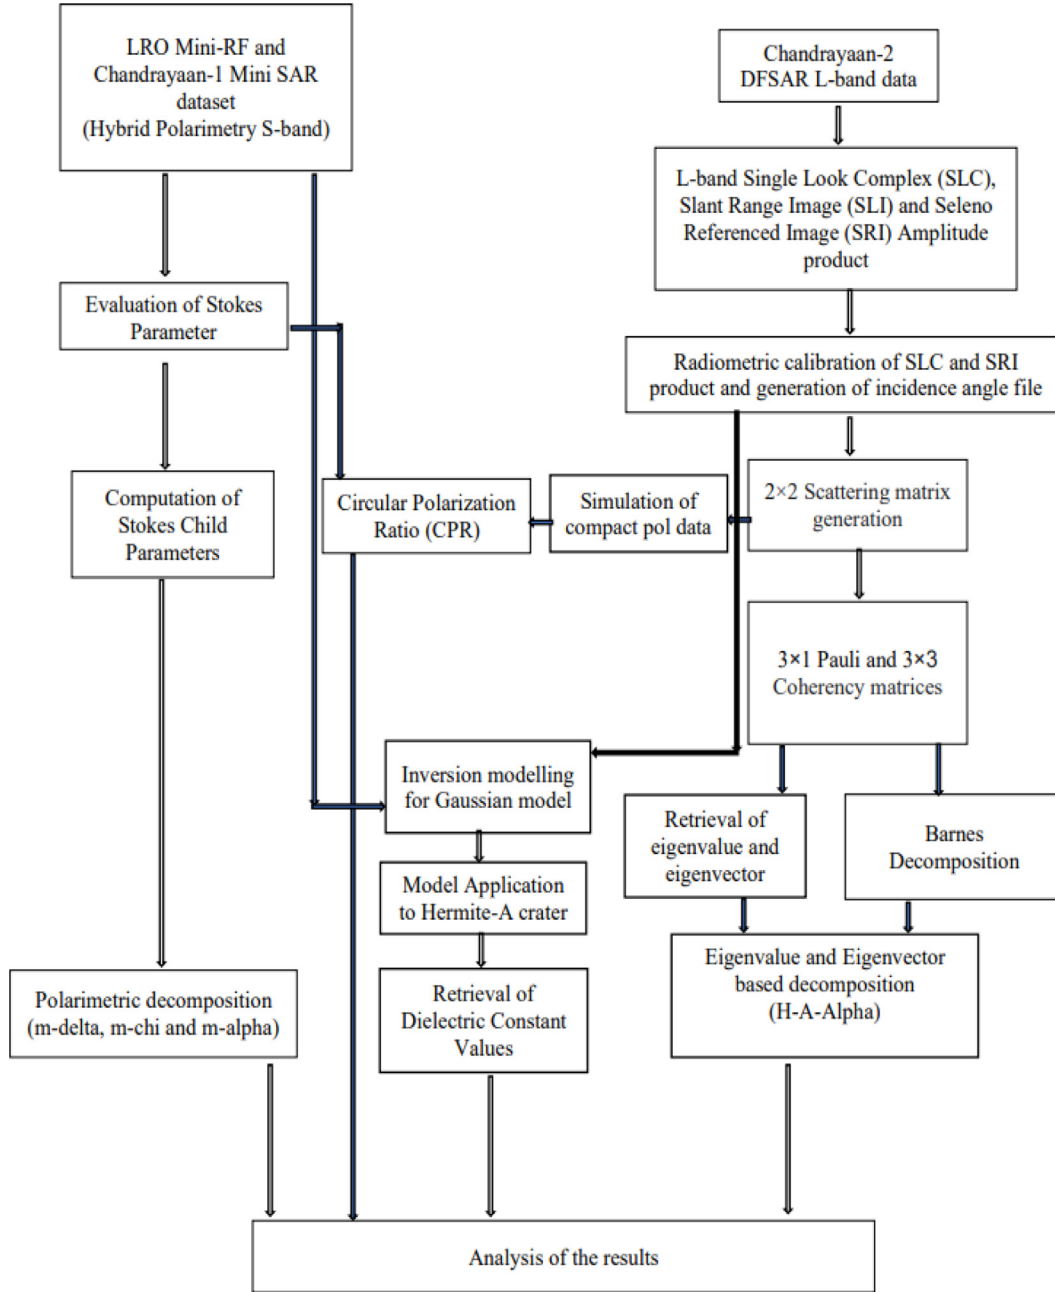 LRO Mini-RF and
Chandrayaan-1 Mini SAR
dataset
(Hybrid Polarimetry S-band)
Chandrayaan-2
DFSAR L-band data
L-band Single Look Complex (SLC),
Slant Range Image (SLI) and Seleno
Referenced Image (SRI) Amplitude
product
Evaluation of Stokes
Parameter
Radiometric calibration of SLC and SRI
product and generation of incidence angle file
Computation of
Stokes Child
Parameters
Circular Polarization
Ratio (CPR)
Simulation of
compact pol data
2×2 Scattering matrix
generation
3×1 Pauli and 3×3
Coherency matrices
Inversion modelling
for Gaussian model
Retrieval of
eigenvalue and
eigenvector
Barnes
Decomposition
Model Application
to Hermite-A crater
Eigenvalue and Eigenvector
based decomposition
(H-A-Alpha)
Polarimetric decomposition
(m-delta, m-chi and m-alpha)
Retrieval of
Dielectric Constant
Values
Analysis of the results